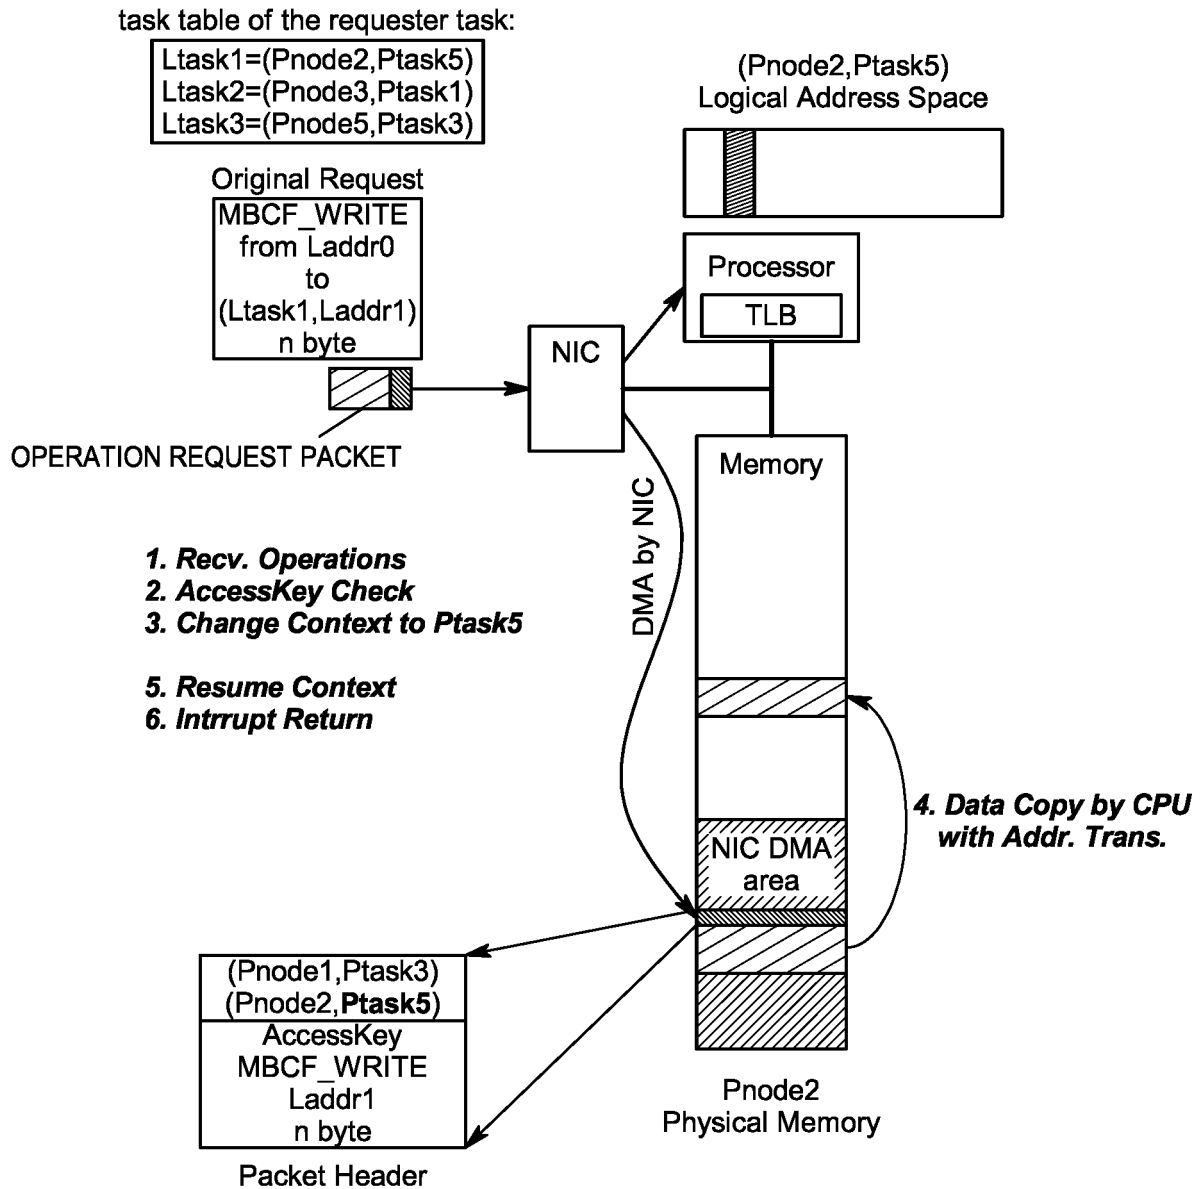 task table of the requester task:
Ltask1=(Pnode2,Ptask5)
Ltask2=(Pnode3,Ptask1)
Ltask3=(Pnode5,Ptask3)
(Pnode2,Ptask5)
Logical Address Space
Original Request
MBCF_WRITE
from Laddr0
to
(Ltask1,Laddr1)
n byte
Processor
TLB
NIC
OPERATION REQUEST PACKET
Memory
DMA by NIC
1. Recv. Operations
2. AccessKey Check
3. Change Context to Ptask5
5. Resume Context
6. Intrrupt Return
4. Data Copy by CPU
with Addr. Trans.
NIC DMA
area
(Pnode1,Ptask3)
(Pnode2,Ptask5)
AccessKey
MBCF_WRITE
Laddr1
n byte
Packet Header
Pnode2
Physical Memory